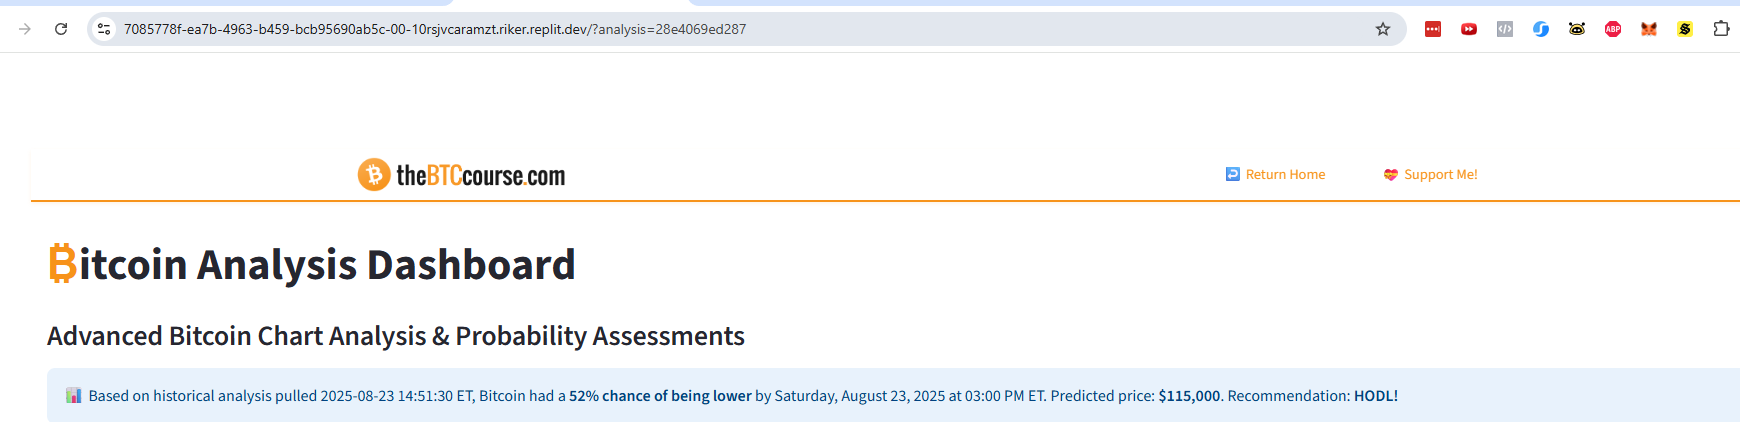 7085778f-ea7b-4963-b459-bcb95690ab5c-00-10rsjvcaramzt.riker.replit.dev/?analysis=28e4069ed287
ABP
theBTCcourse.com
Return Home
Support Me!
₿itcoin Analysis Dashboard
Advanced Bitcoin Chart Analysis & Probability Assessments
Based on historical analysis pulled 2025-08-23 14:51:30 ET, Bitcoin had a 52% chance of being lower by Saturday, August 23, 2025 at 03:00 PM ET. Predicted price: $115,000. Recommendation: HODL!